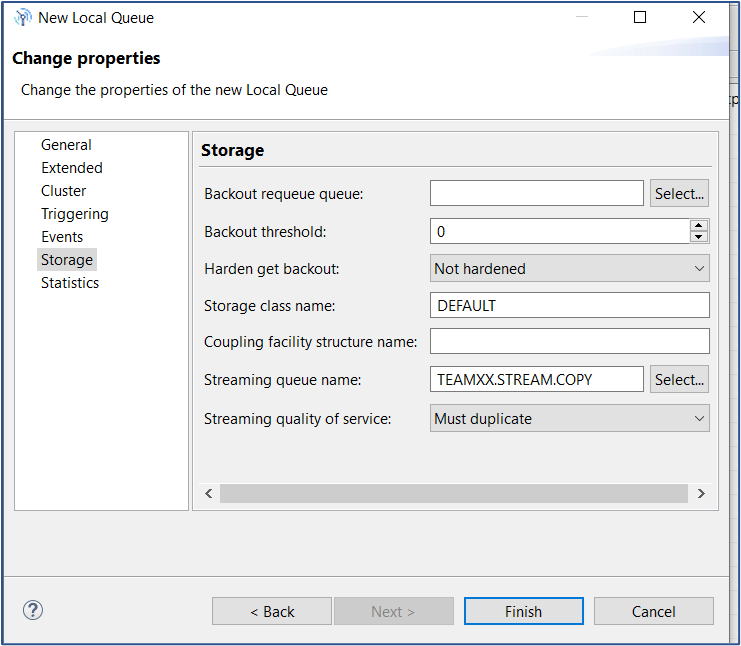 New Local Queue
Change properties
Change the properties of the new Local Queue
General
Extended
Cluster
Triggering
Events
Storage
Statistics
Storage
Backout requeue queue: Select...
Backout threshold: 0
Harden get backout: Not hardened
Storage class name: DEFAULT
Coupling facility structure name:
Streaming queue name: TEAMXX.STREAM.COPY Select...
Streaming quality of service: Must duplicate
? < Back Next > Finish Cancel